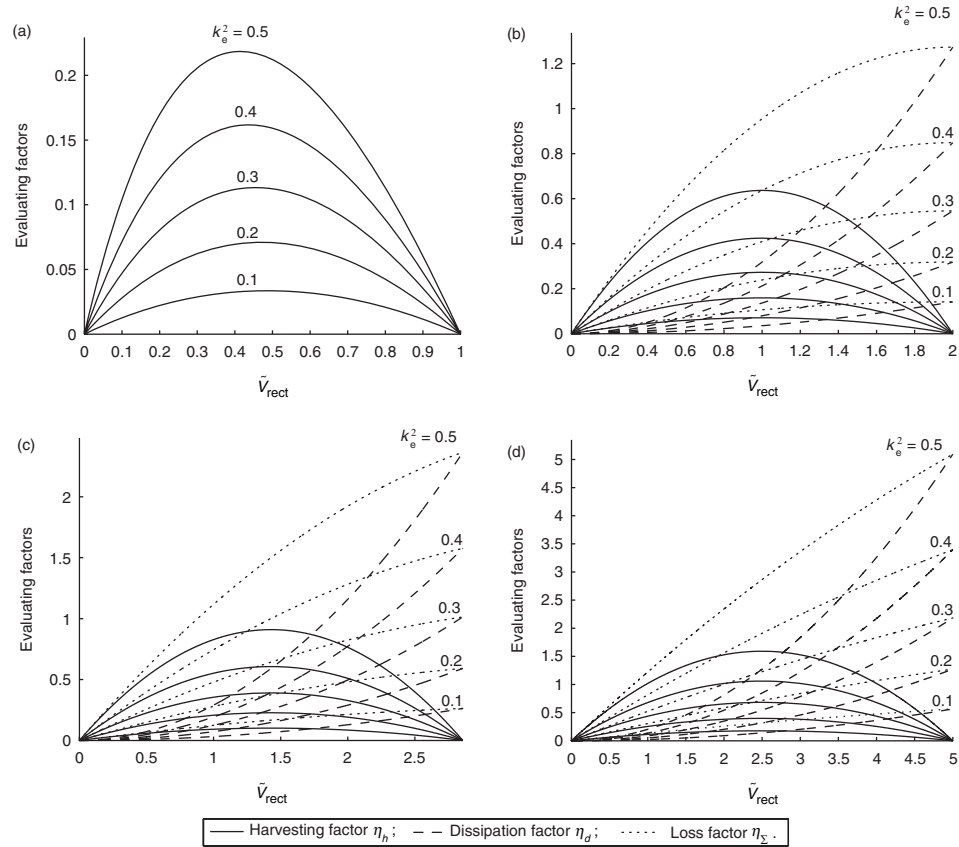 (a)
k_e^2 = 0.5
0.4
0.3
0.2
0.1
Evaluating factors
0.2
0.15
0.1
0.05
0
0 0.1 0.2 0.3 0.4 0.5 0.6 0.7 0.8 0.9 1
Ṽ_rect
(b)
k_e^2 = 0.5
0.4
0.3
0.2
0.1
Evaluating factors
1.2
1
0.8
0.6
0.4
0.2
0
0 0.2 0.4 0.6 0.8 1 1.2 1.4 1.6 1.8 2
Ṽ_rect
(c)
k_e^2 = 0.5
0.4
0.3
0.2
0.1
Evaluating factors
2
1.5
1
0.5
0
0 0.5 1 1.5 2 2.5
Ṽ_rect
(d)
k_e^2 = 0.5
0.4
0.3
0.2
0.1
Evaluating factors
5
4.5
4
3.5
3
2.5
2
1.5
1
0.5
0
0 0.5 1 1.5 2 2.5 3 3.5 4 4.5 5
Ṽ_rect
Harvesting factor η_h ; Dissipation factor η_d ; Loss factor η_Σ .